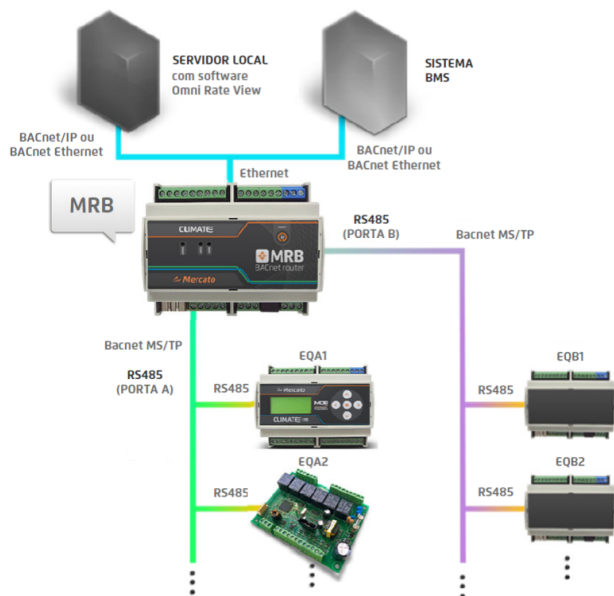 SERVIDOR LOCAL
com software
Omni Rate View
SISTEMA
BMS
BACnet/IP ou
BACnet Ethernet
BACnet/IP ou
BACnet Ethernet
Ethernet
MRB
CLIMATE
MRB
BACnet router
Mercato
RS485
(PORTA B)
Bacnet MS/TP
Bacnet MS/TP
RS485
(PORTA A)
EQA1
RS485
Mercato
MCE
CLIMATE
EQB1
RS485
EQA2
RS485
EQB2
RS485